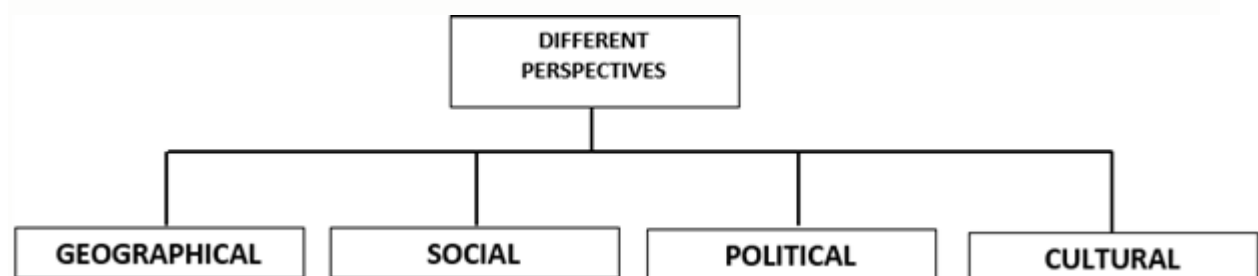 DIFFERENT
PERSPECTIVES
GEOGRAPHICAL
SOCIAL
POLITICAL
CULTURAL